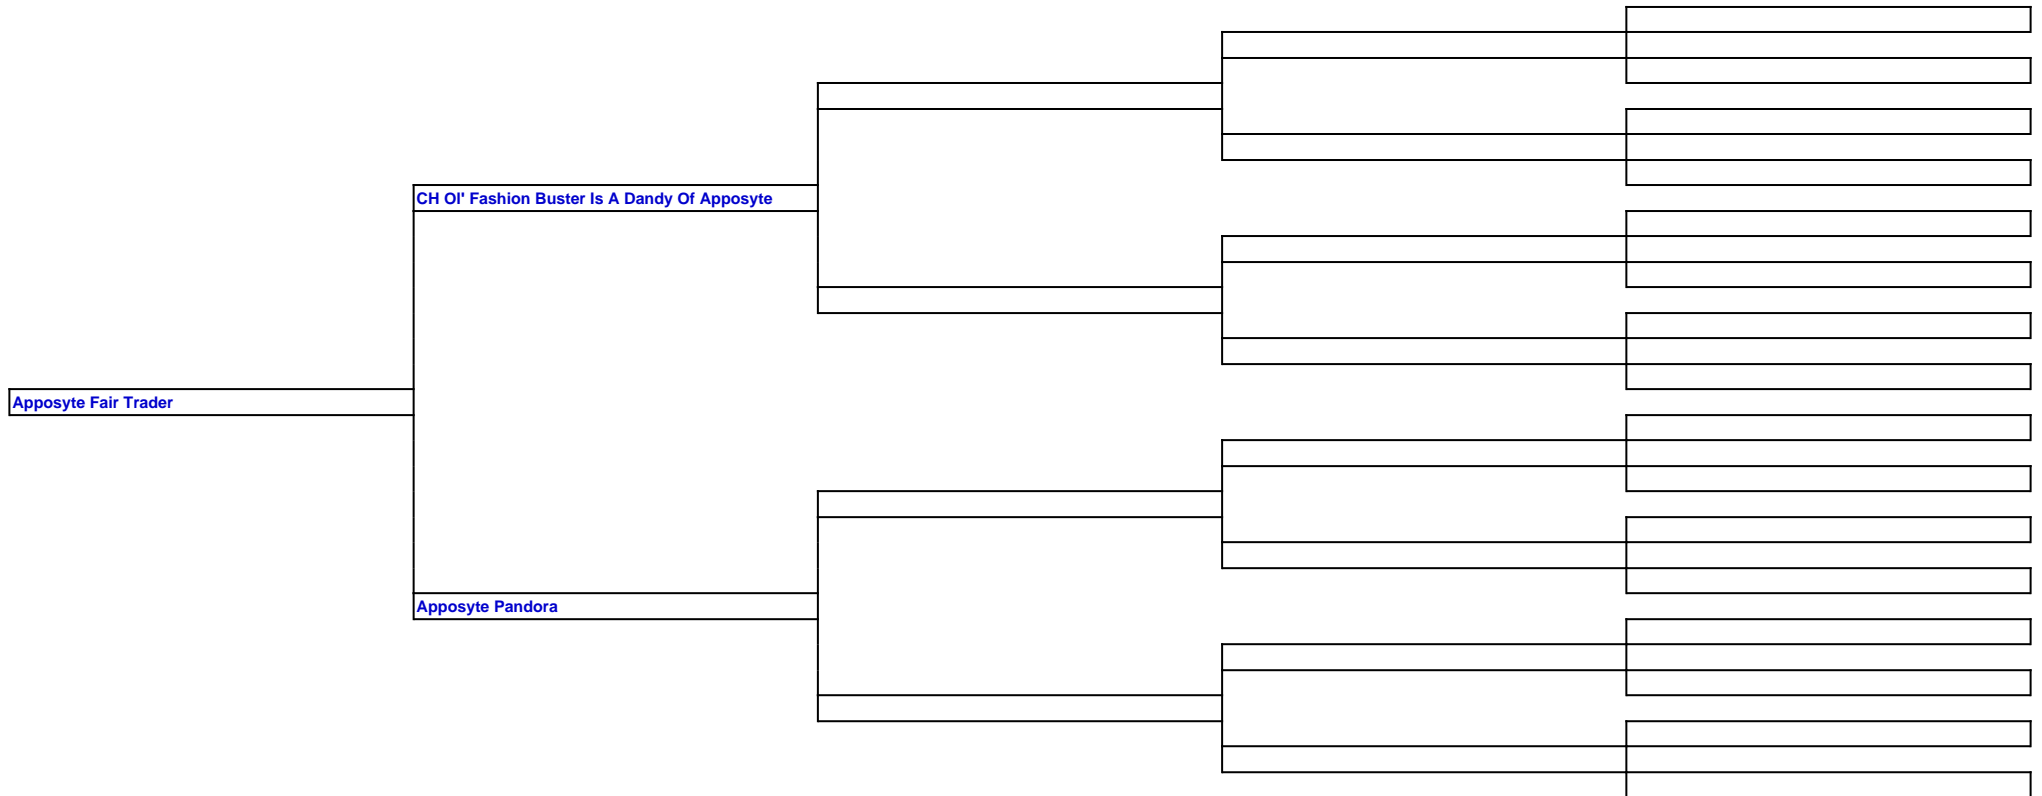 CH Ol' Fashion Buster Is A Dandy Of Apposyte
Apposyte Fair Trader
Apposyte Pandora